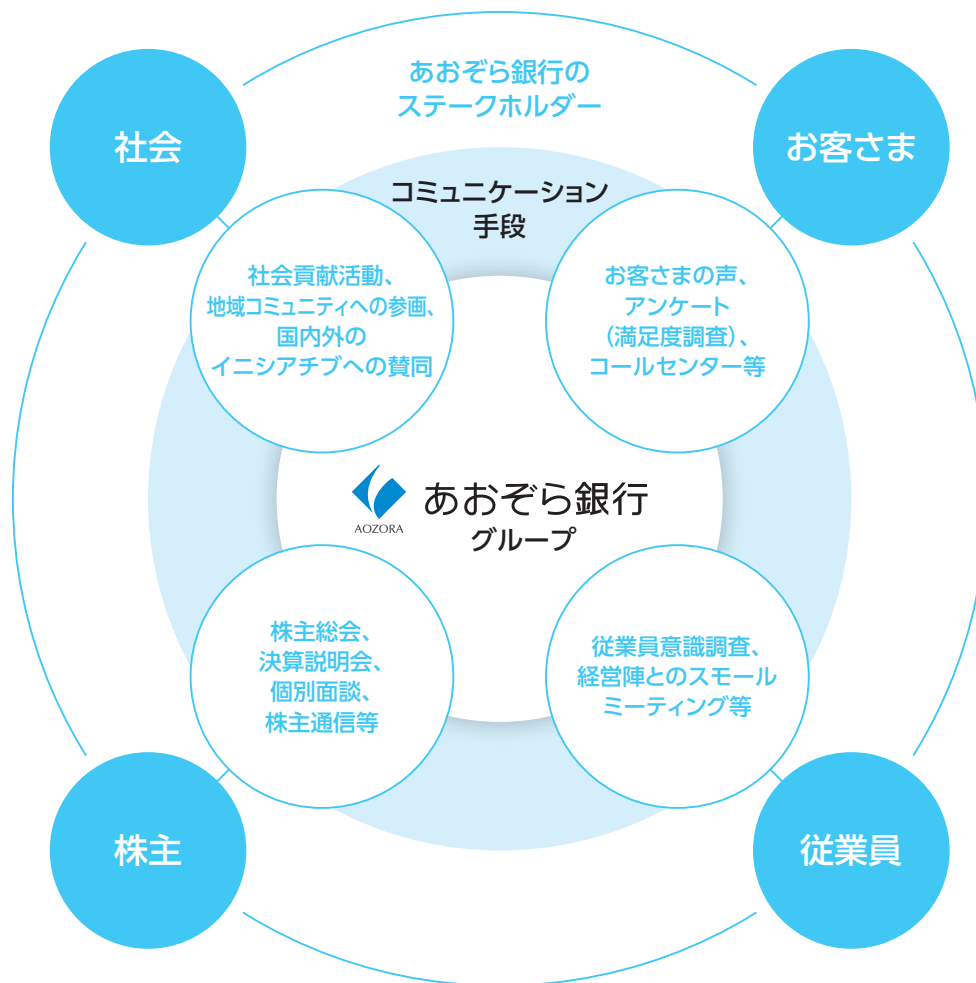 あおぞら銀行の
ステークホルダー
社会
お客さま
コミュニケーション
手段
社会貢献活動、
地域コミュニティへの参画、
国内外の
イニシアチブへの賛同
お客さまの声、
アンケート
（満足度調査）、
コールセンター等
AOZORA
あおぞら銀行
グループ
株主総会、
決算説明会、
個別面談、
株主通信等
従業員意識調査、
経営陣とのスモール
ミーティング等
株主
従業員